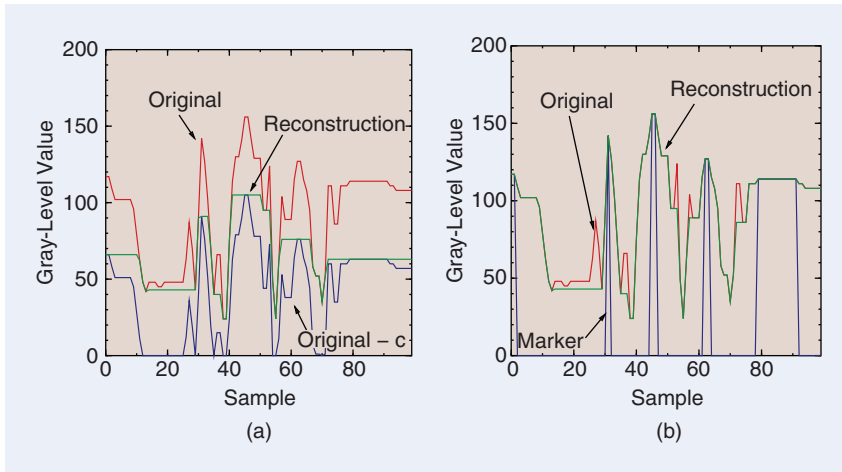 200
150
100
50
0
Gray-Level Value
Original
Reconstruction
Original – c
0 20 40 60 80
Sample
(a)
200
150
100
50
0
Gray-Level Value
Original
Reconstruction
Marker
0 20 40 60 80
Sample
(b)